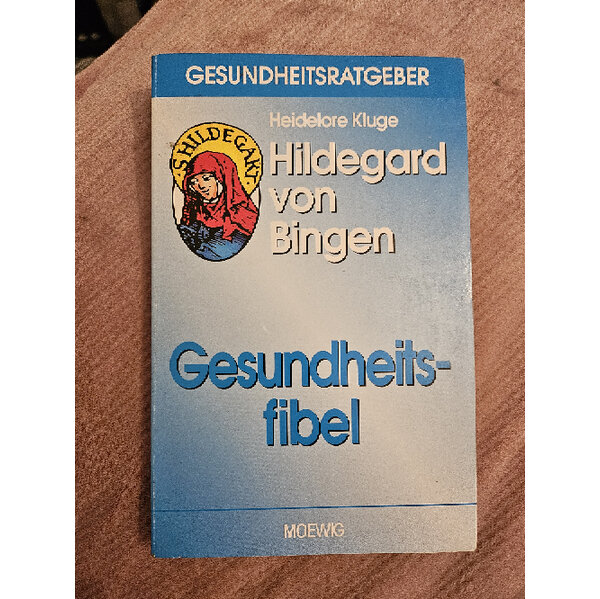 GESUNDHEITSRATGEBER
Heidelore Kluge
S. HILDEGART
Hildegard
von
Bingen
Gesundheits-
fibel
MOEWIG